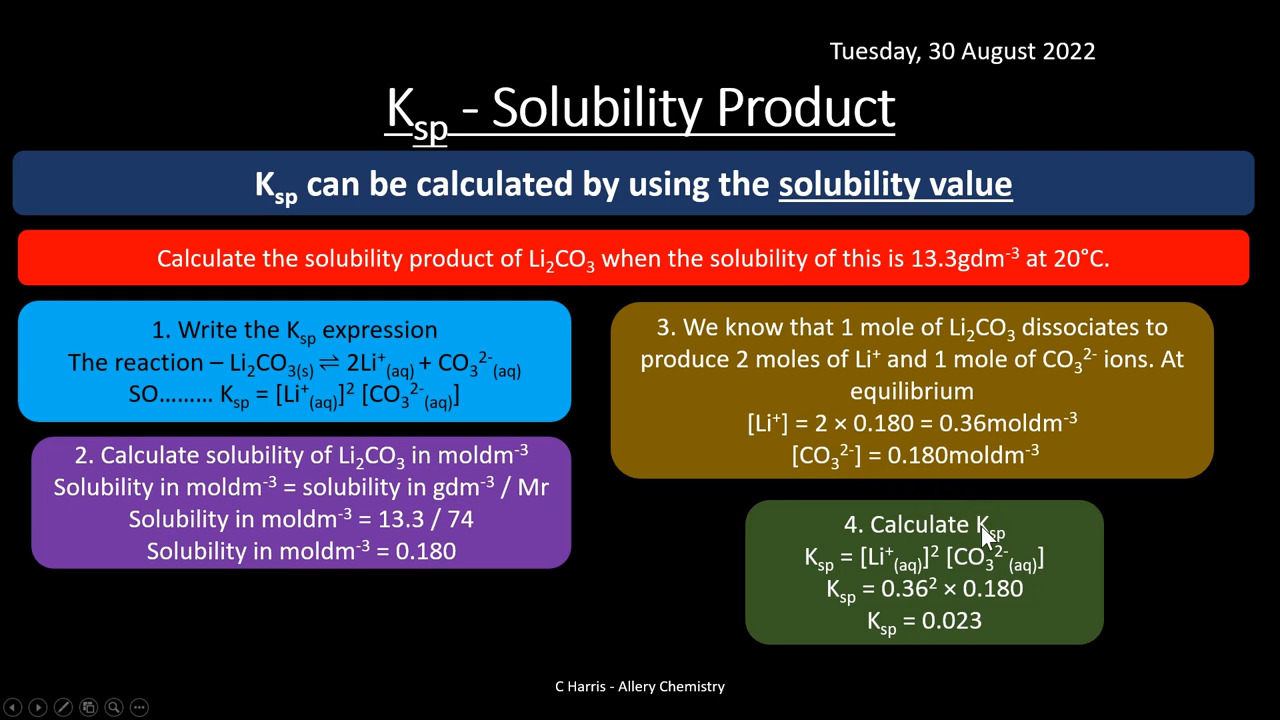 Tuesday, 30 August 2022
Kₛₚ - Solubility Product
Kₛₚ can be calculated by using the solubility value
Calculate the solubility product of Li₂CO₃ when the solubility of this is 13.3gdm⁻³ at 20°C.
1. Write the Kₛₚ expression
The reaction – Li₂CO₃₍ₛ₎ ⇌ 2Li⁺₍aq₎ + CO₃²⁻₍aq₎
SO......... Kₛₚ = [Li⁺₍aq₎]² [CO₃²⁻₍aq₎]
2. Calculate solubility of Li₂CO₃ in moldm⁻³
Solubility in moldm⁻³ = solubility in gdm⁻³ / Mr
Solubility in moldm⁻³ = 13.3 / 74
Solubility in moldm⁻³ = 0.180
3. We know that 1 mole of Li₂CO₃ dissociates to
produce 2 moles of Li⁺ and 1 mole of CO₃²⁻ ions. At
equilibrium
[Li⁺] = 2 × 0.180 = 0.36moldm⁻³
[CO₃²⁻] = 0.180moldm⁻³
4. Calculate Kₛₚ
Kₛₚ = [Li⁺₍aq₎]² [CO₃²⁻₍aq₎]
Kₛₚ = 0.36² × 0.180
Kₛₚ = 0.023
C Harris - Allery Chemistry